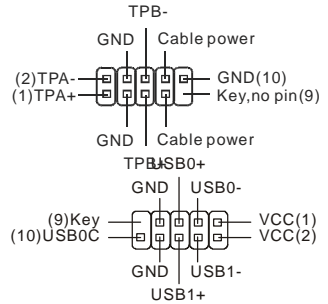 TPB-
GND Cable power
(2)TPA- GND(10)
(1)TPA+ Key,no pin(9)
GND Cable power
TPB+ USB0+
GND USB0-
(9)Key VCC(1)
(10)USB0C VCC(2)
GND USB1-
USB1+